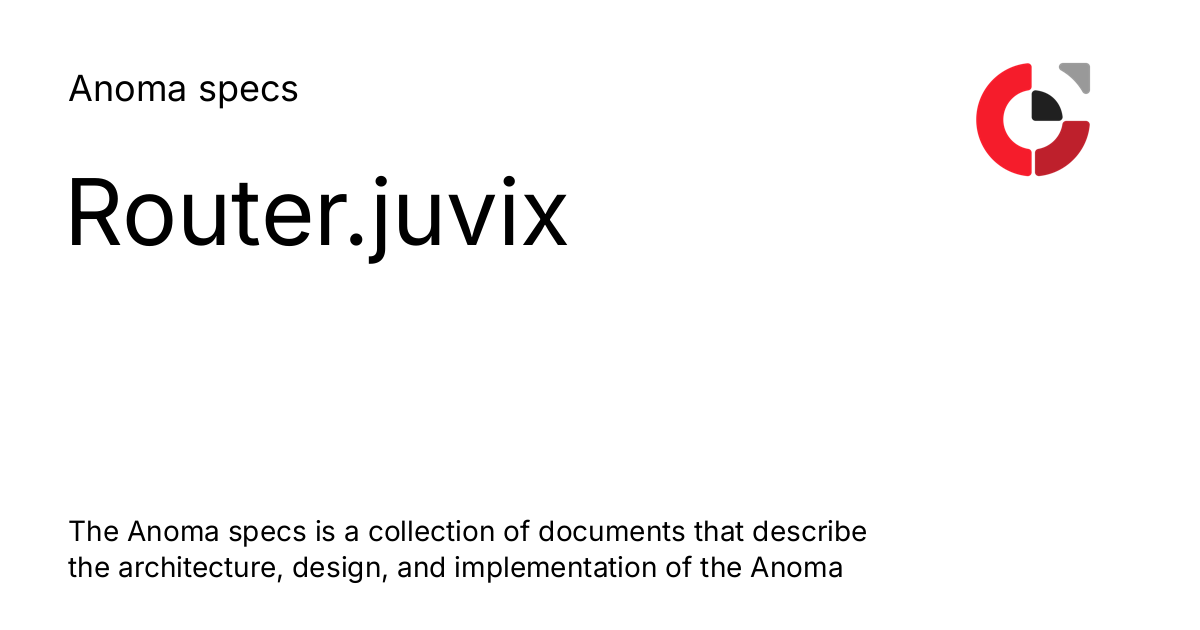 Anoma specs
Router.juvix
The Anoma specs is a collection of documents that describe
the architecture, design, and implementation of the Anoma